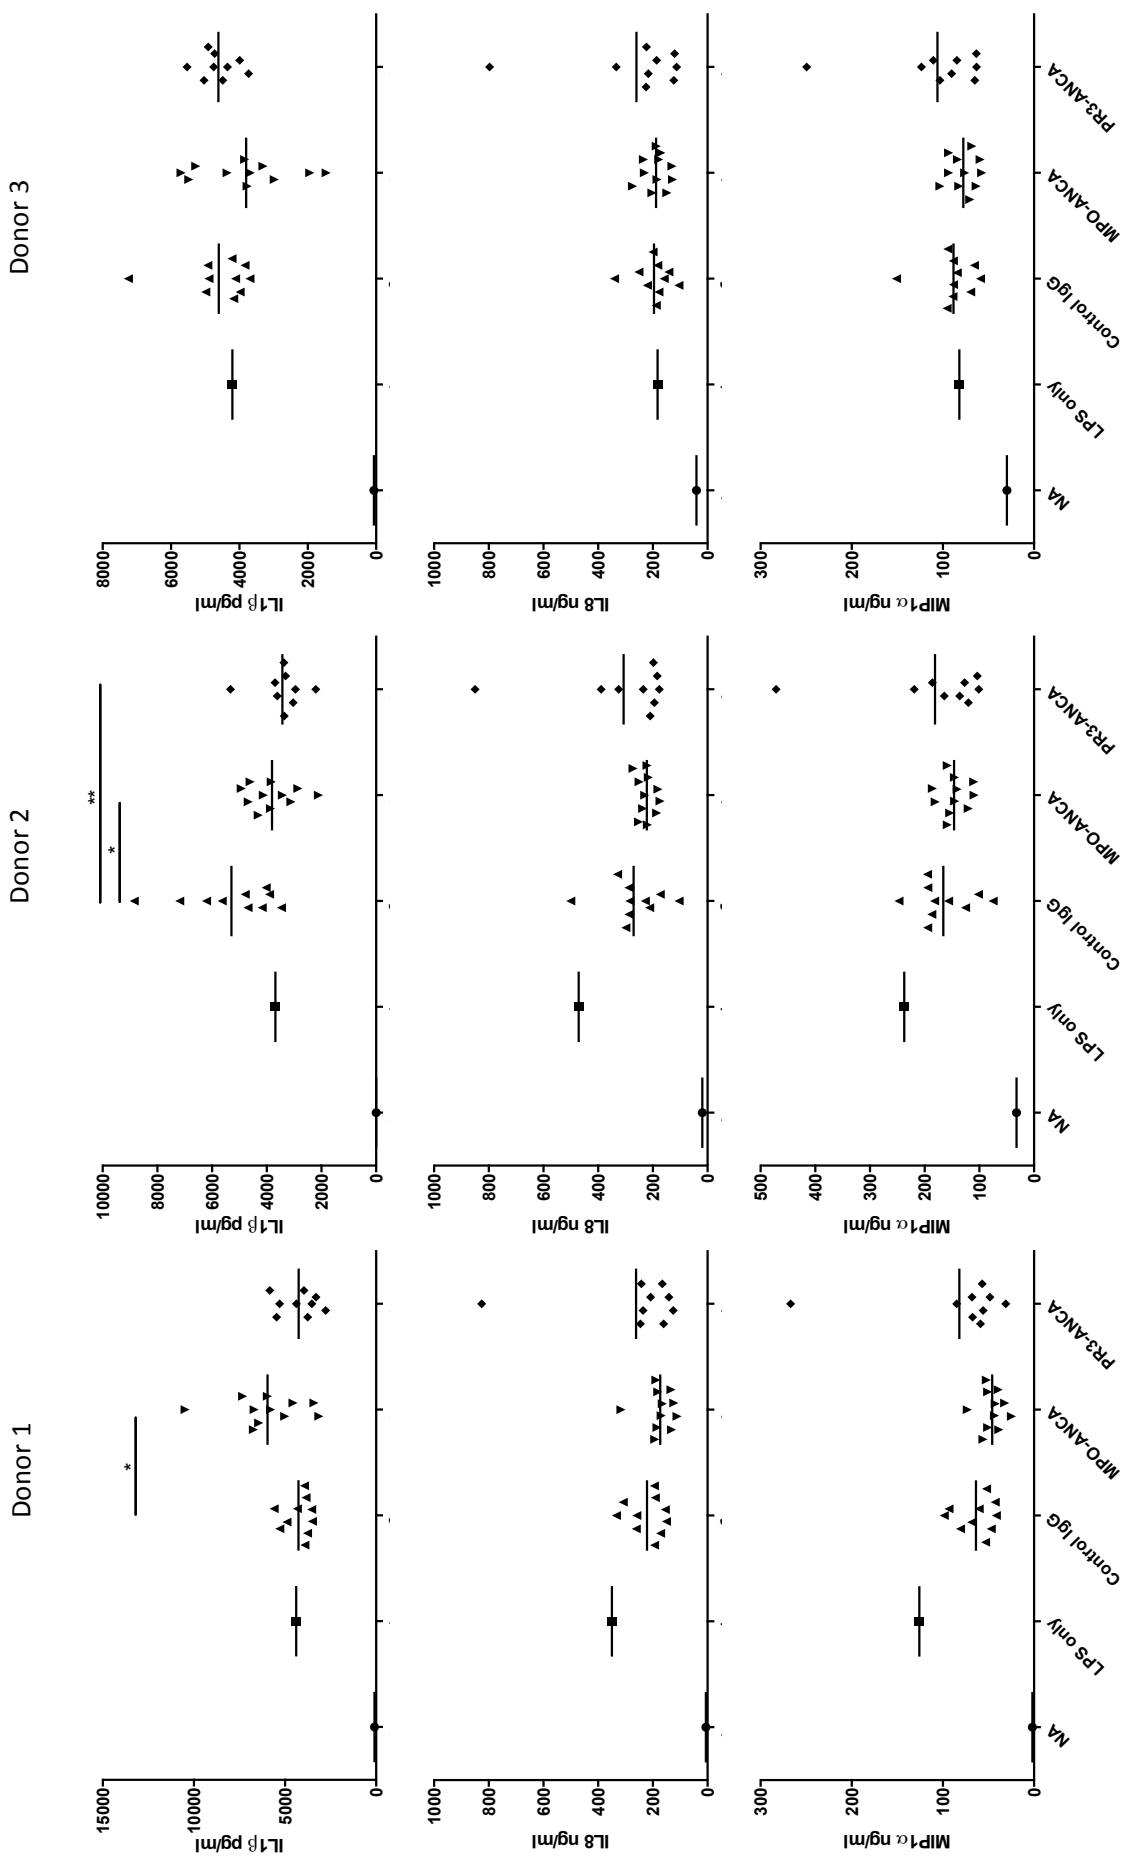 Donor 1
Donor 2
Donor 3
IL1β pg/ml
15000
10000
5000
0
*
IL1β pg/ml
10000
8000
6000
4000
2000
0
**
*
IL1β pg/ml
8000
6000
4000
2000
0
IL8 ng/ml
1000
800
600
400
200
0
IL8 ng/ml
1000
800
600
400
200
0
IL8 ng/ml
1000
800
600
400
200
0
MIP1α ng/ml
300
200
100
0
NA
LPS only
Control IgG
MPO-ANCA
PR3-ANCA
MIP1α ng/ml
500
400
300
200
100
0
NA
LPS only
Control IgG
MPO-ANCA
PR3-ANCA
MIP1α ng/ml
300
200
100
0
NA
LPS only
Control IgG
MPO-ANCA
PR3-ANCA